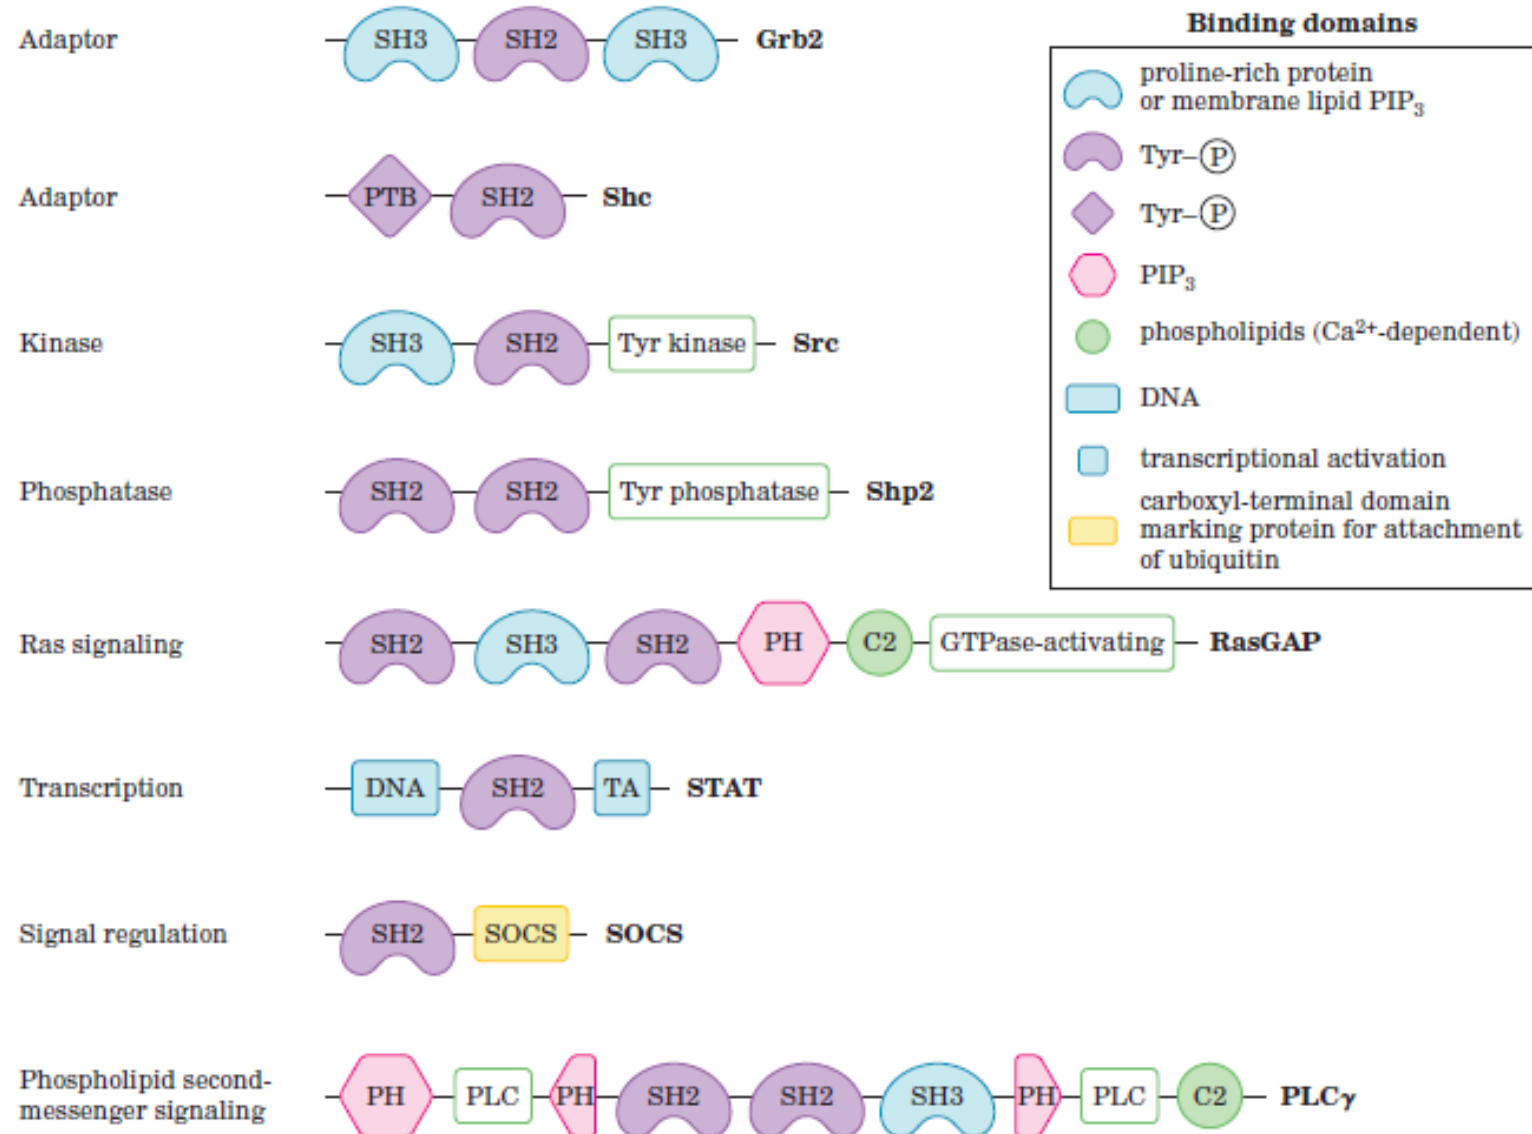 Adaptor SH3 SH2 SH3 Grb2
Adaptor PTB SH2 Shc
Kinase SH3 SH2 Tyr kinase Src
Phosphatase SH2 SH2 Tyr phosphatase Shp2
Ras signaling SH2 SH3 SH2 PH C2 GTPase-activating RasGAP
Transcription DNA SH2 TA STAT
Signal regulation SH2 SOCS SOCS
Phospholipid second-
messenger signaling PH PLC PH SH2 SH2 SH3 PH PLC C2 PLCγ
Binding domains
proline-rich protein
or membrane lipid PIP₃
Tyr–Ⓟ
Tyr–Ⓟ
PIP₃
phospholipids (Ca²⁺-dependent)
DNA
transcriptional activation
carboxyl-terminal domain
marking protein for attachment
of ubiquitin